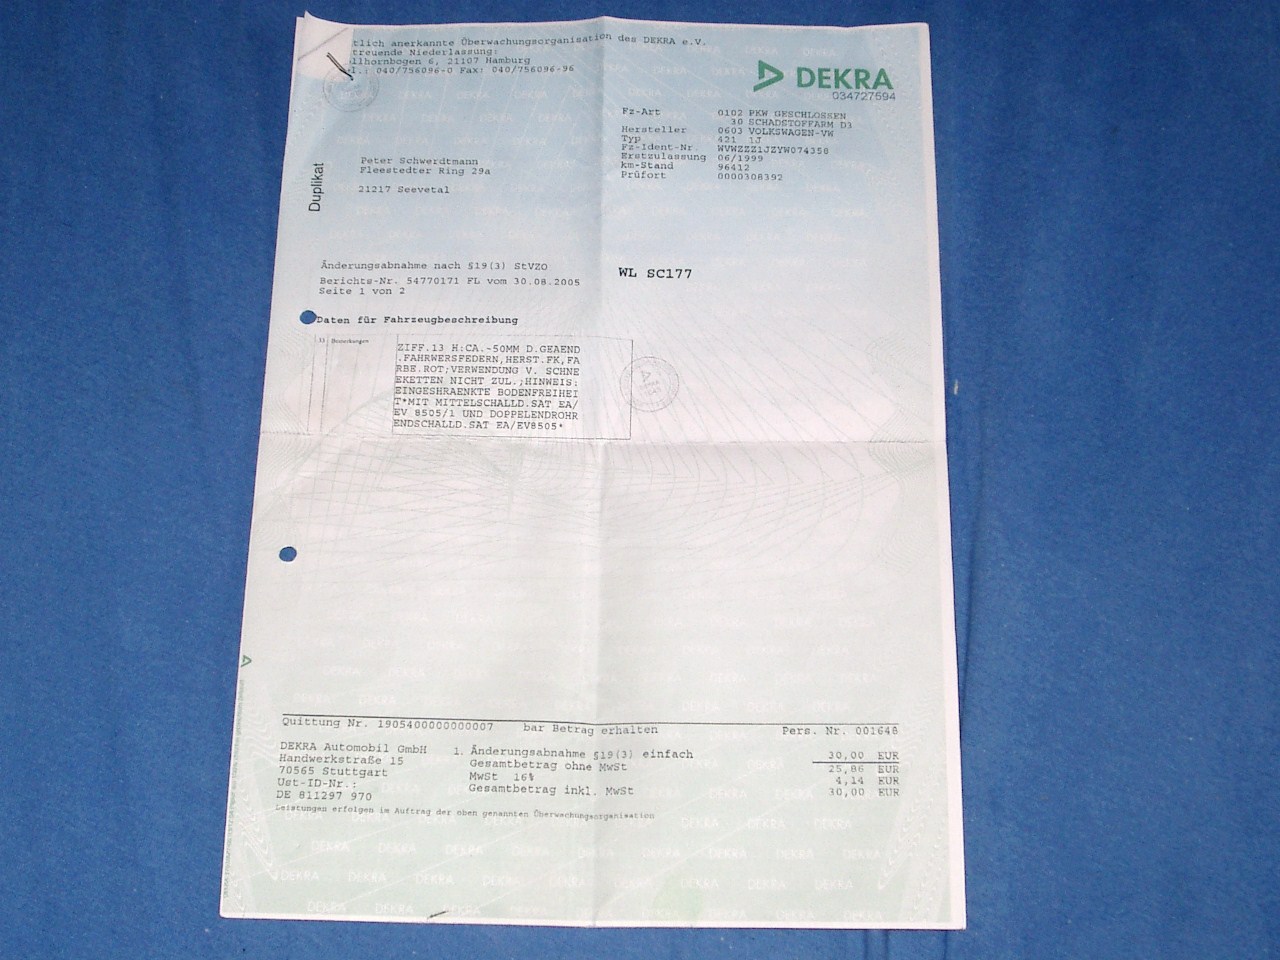 tlich anerkannte Überwachungsorganisation des DEKRA e.V.
treuende Niederlassung:
llhornbogen 6, 21107 Hamburg
l.: 040/756096-0 Fax: 040/756096-96
DEKRA
034727594
Fz-Art 0102 PKW GESCHLOSSEN
30 SCHADSTOFFARM D3
Hersteller 0603 VOLKSWAGEN-VW
Typ 421 1J
Fz-Ident-Nr. WVWZZZ1JZYW074358
Erstzulassung 06/1999
km-Stand 96412
Prüfort 0000308392
Duplikat
Peter Schwerdtmann
Fleestedter Ring 29a
21217 Seevetal
Änderungsabnahme nach §19(3) StVZO
WL SC177
Berichts-Nr. 54770171 FL vom 30.08.2005
Seite 1 von 2
Daten für Fahrzeugbeschreibung
33 Bemerkungen
ZIFF.13 H:CA.-50MM D.GEAEND
.FAHRWERSFEDERN,HERST.FK,FA
RBE.ROT;VERWENDUNG V. SCHNE
EKETTEN NICHT ZUL.;HINWEIS:
EINGESHRAENKTE BODENFREIHEI
T*MIT MITTELSCHALLD.SAT EA/
EV 8505/1 UND DOPPELENDROHR
ENDSCHALLD.SAT EA/EV8505*
Quittung Nr. 1905400000000007 bar Betrag erhalten Pers. Nr. 001648
DEKRA Automobil GmbH
Handwerkstraße 15
70565 Stuttgart
Ust-ID-Nr.:
DE 811297 970
1. Änderungsabnahme §19(3) einfach 30,00 EUR
Gesamtbetrag ohne MwSt 25,86 EUR
MwSt 16% 4,14 EUR
Gesamtbetrag inkl. MwSt 30,00 EUR
Leistungen erfolgen im Auftrag der oben genannten Überwachungsorganisation